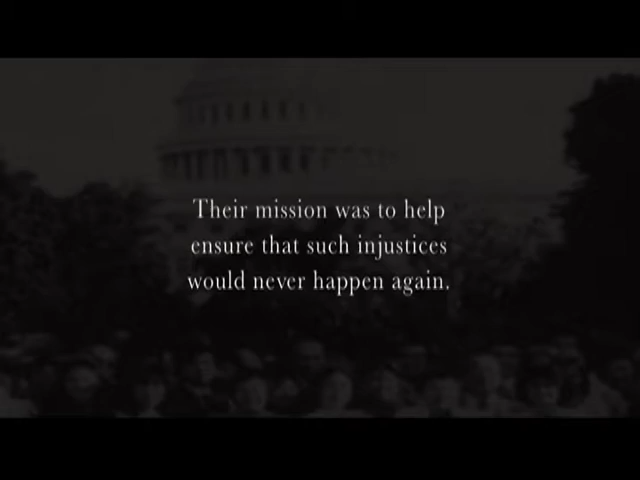 Their mission was to help
ensure that such injustices
would never happen again.